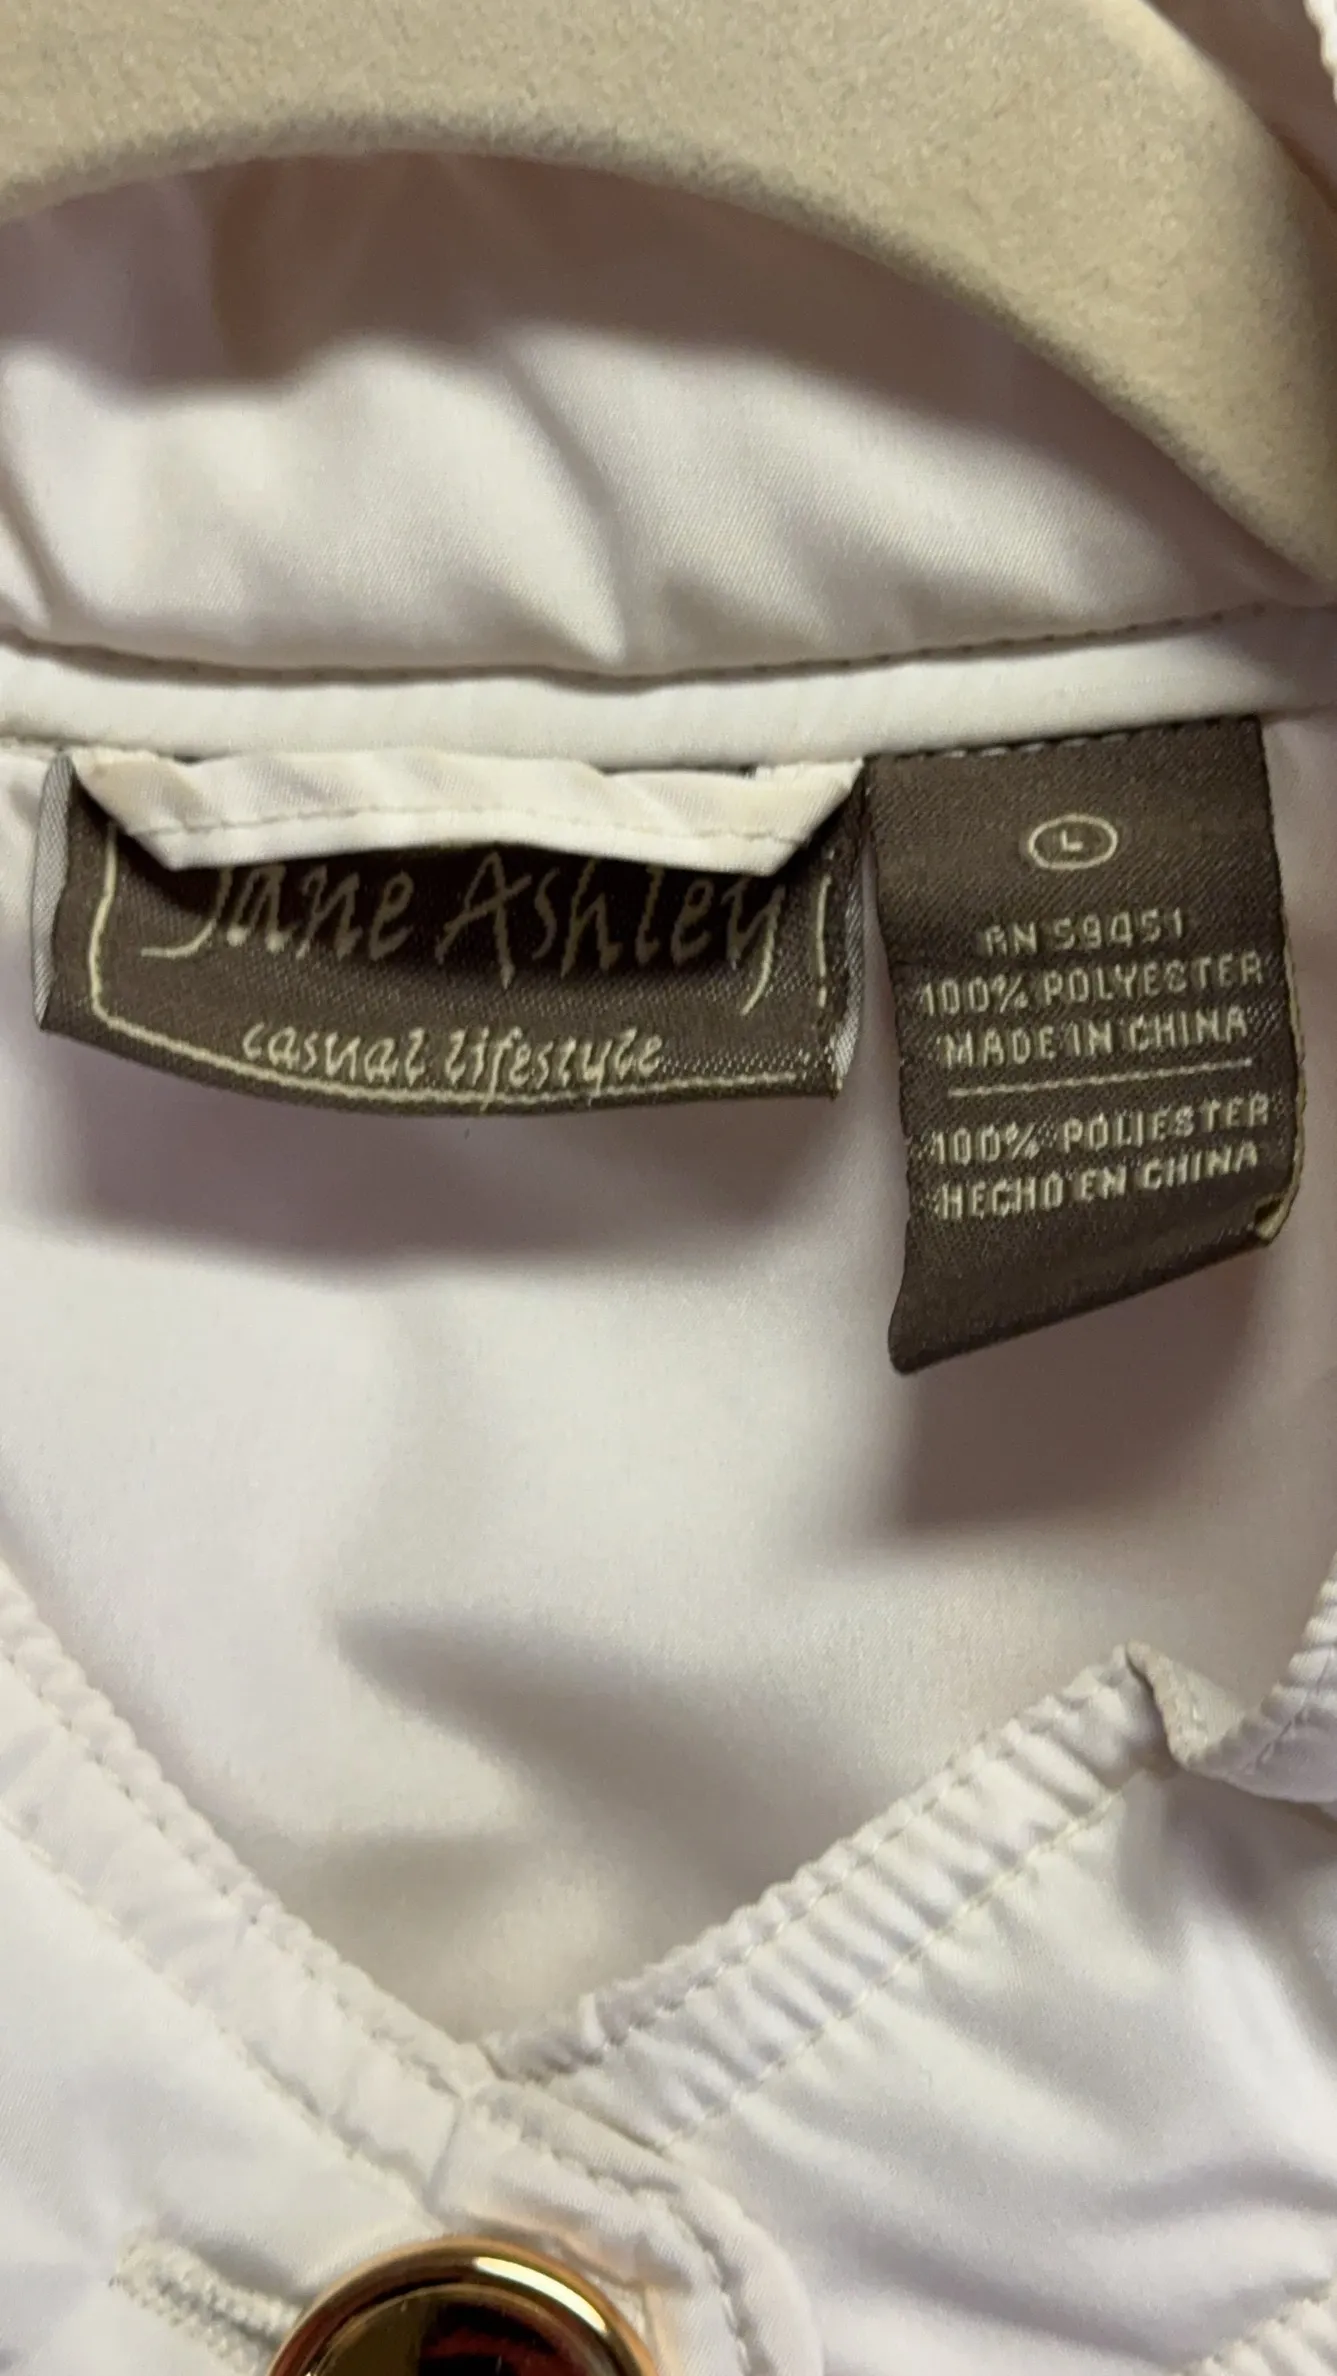 Jane Ashley
casual lifestyle
L
RN 59451
100% POLYESTER
MADE IN CHINA
100% POLIESTER
HECHO EN CHINA